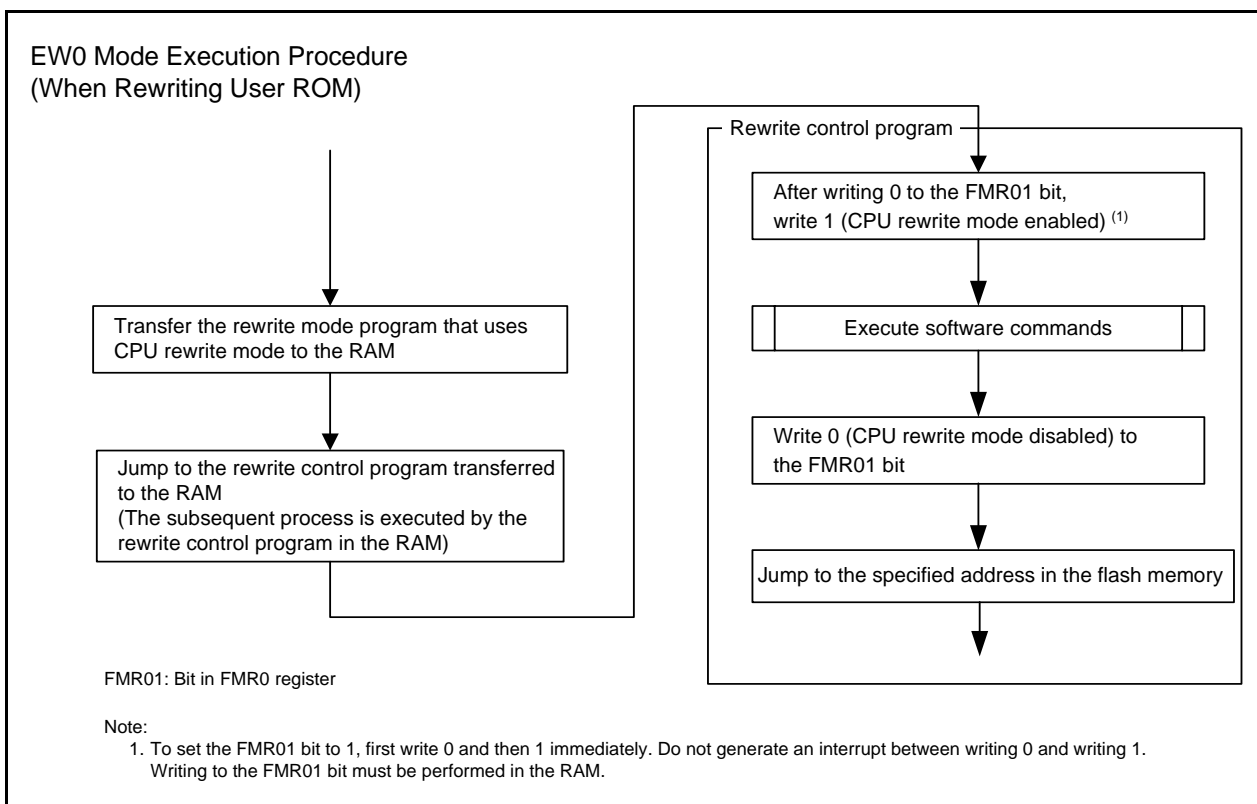 EW0 Mode Execution Procedure
(When Rewriting User ROM)
Transfer the rewrite mode program that uses
CPU rewrite mode to the RAM
Jump to the rewrite control program transferred
to the RAM
(The subsequent process is executed by the
rewrite control program in the RAM)
Rewrite control program
After writing 0 to the FMR01 bit,
write 1 (CPU rewrite mode enabled) (1)
Execute software commands
Write 0 (CPU rewrite mode disabled) to
the FMR01 bit
Jump to the specified address in the flash memory
FMR01: Bit in FMR0 register
Note:
1. To set the FMR01 bit to 1, first write 0 and then 1 immediately. Do not generate an interrupt between writing 0 and writing 1.
Writing to the FMR01 bit must be performed in the RAM.